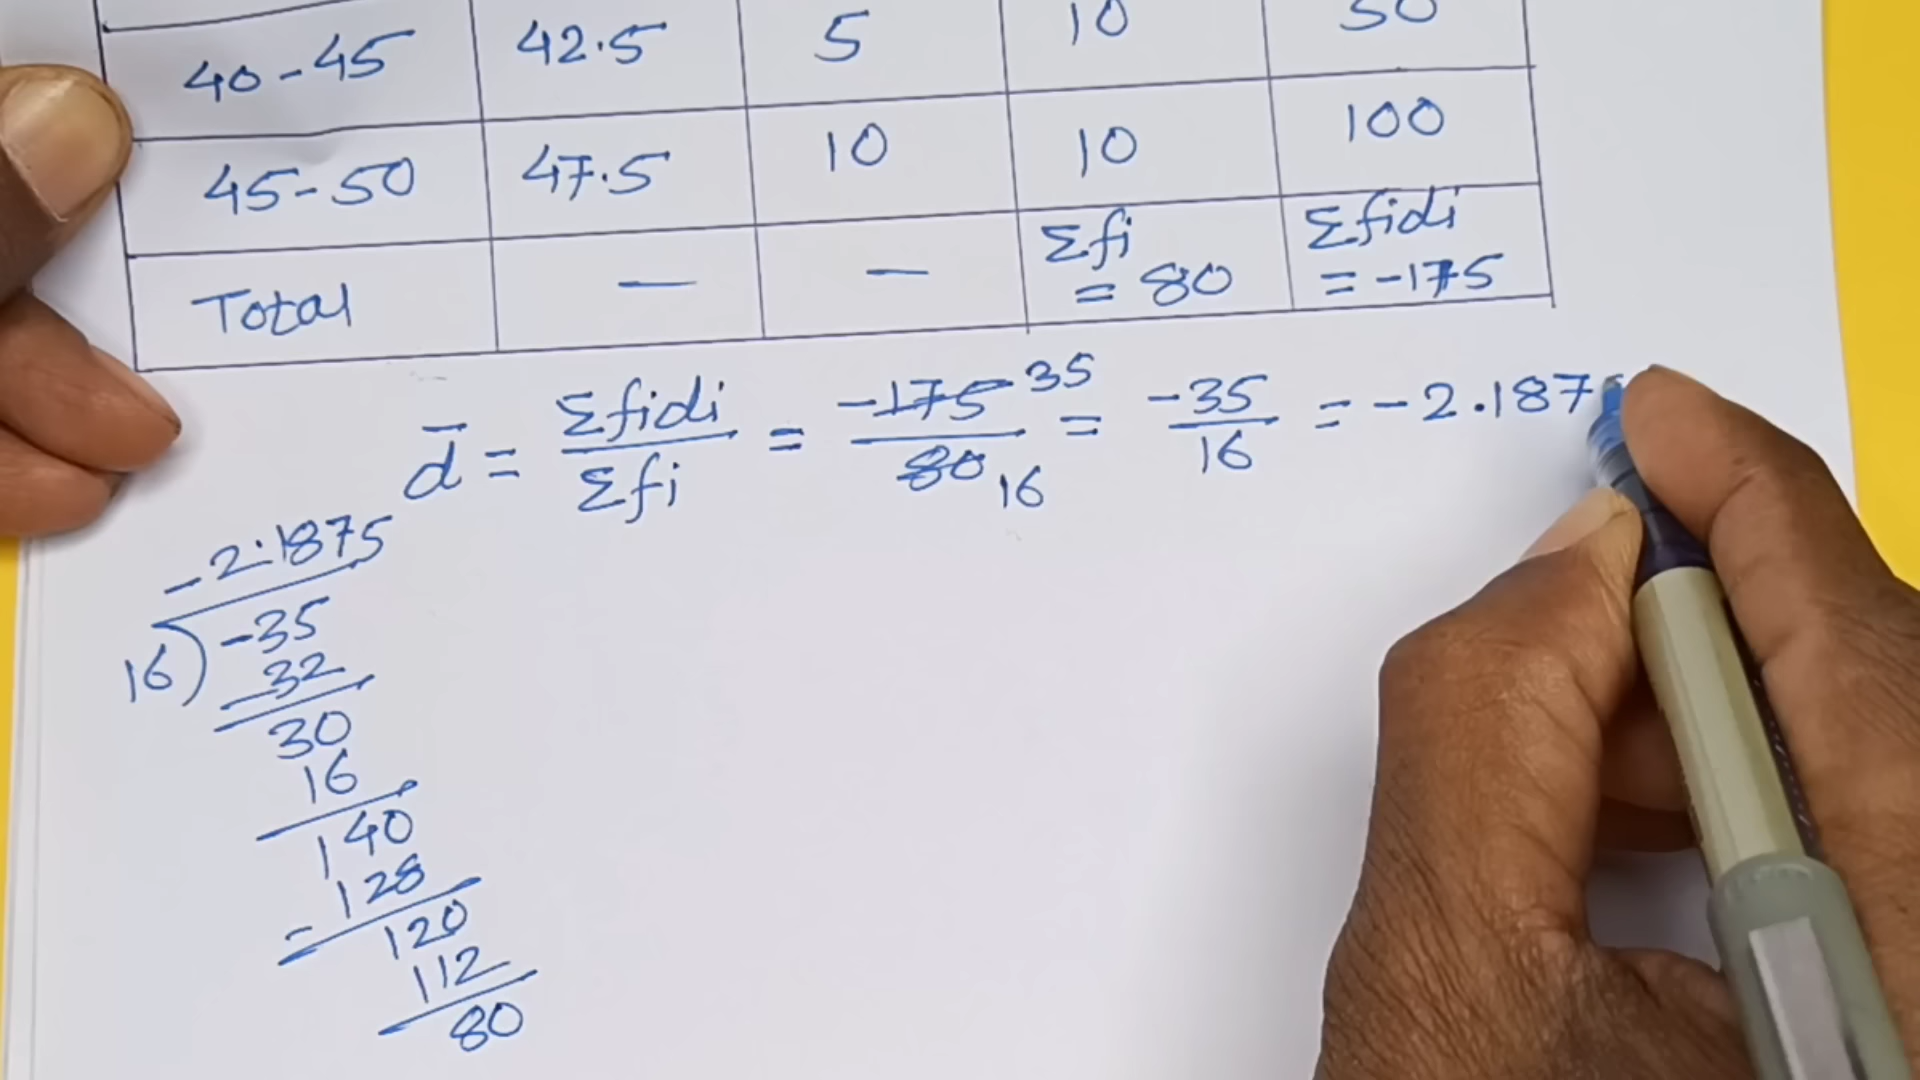 40-45 42.5 5 10 50
45-50 47.5 10 10 100
Total — — Σfi = 80 Σfidi = -175
d̄ = Σfidi / Σfi = -175 35 / 80 16 = -35 / 16 = -2.187
-2.1875
16 ) -35
32
30
16
140
- 128
120
112
80